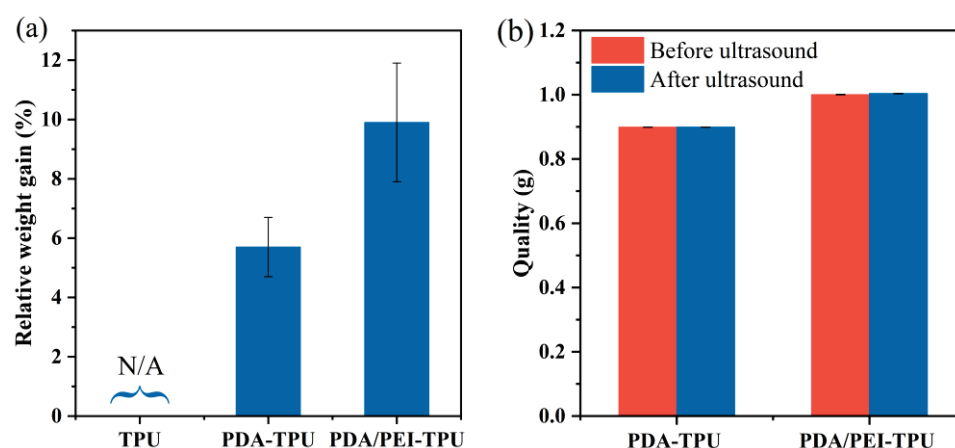 (a)
Relative weight gain (%)
12
10
8
6
4
2
0
N/A
TPU
PDA-TPU
PDA/PEI-TPU
(b)
Quality (g)
1.2
1.0
0.8
0.6
0.4
0.2
0.0
Before ultrasound
After ultrasound
PDA-TPU
PDA/PEI-TPU